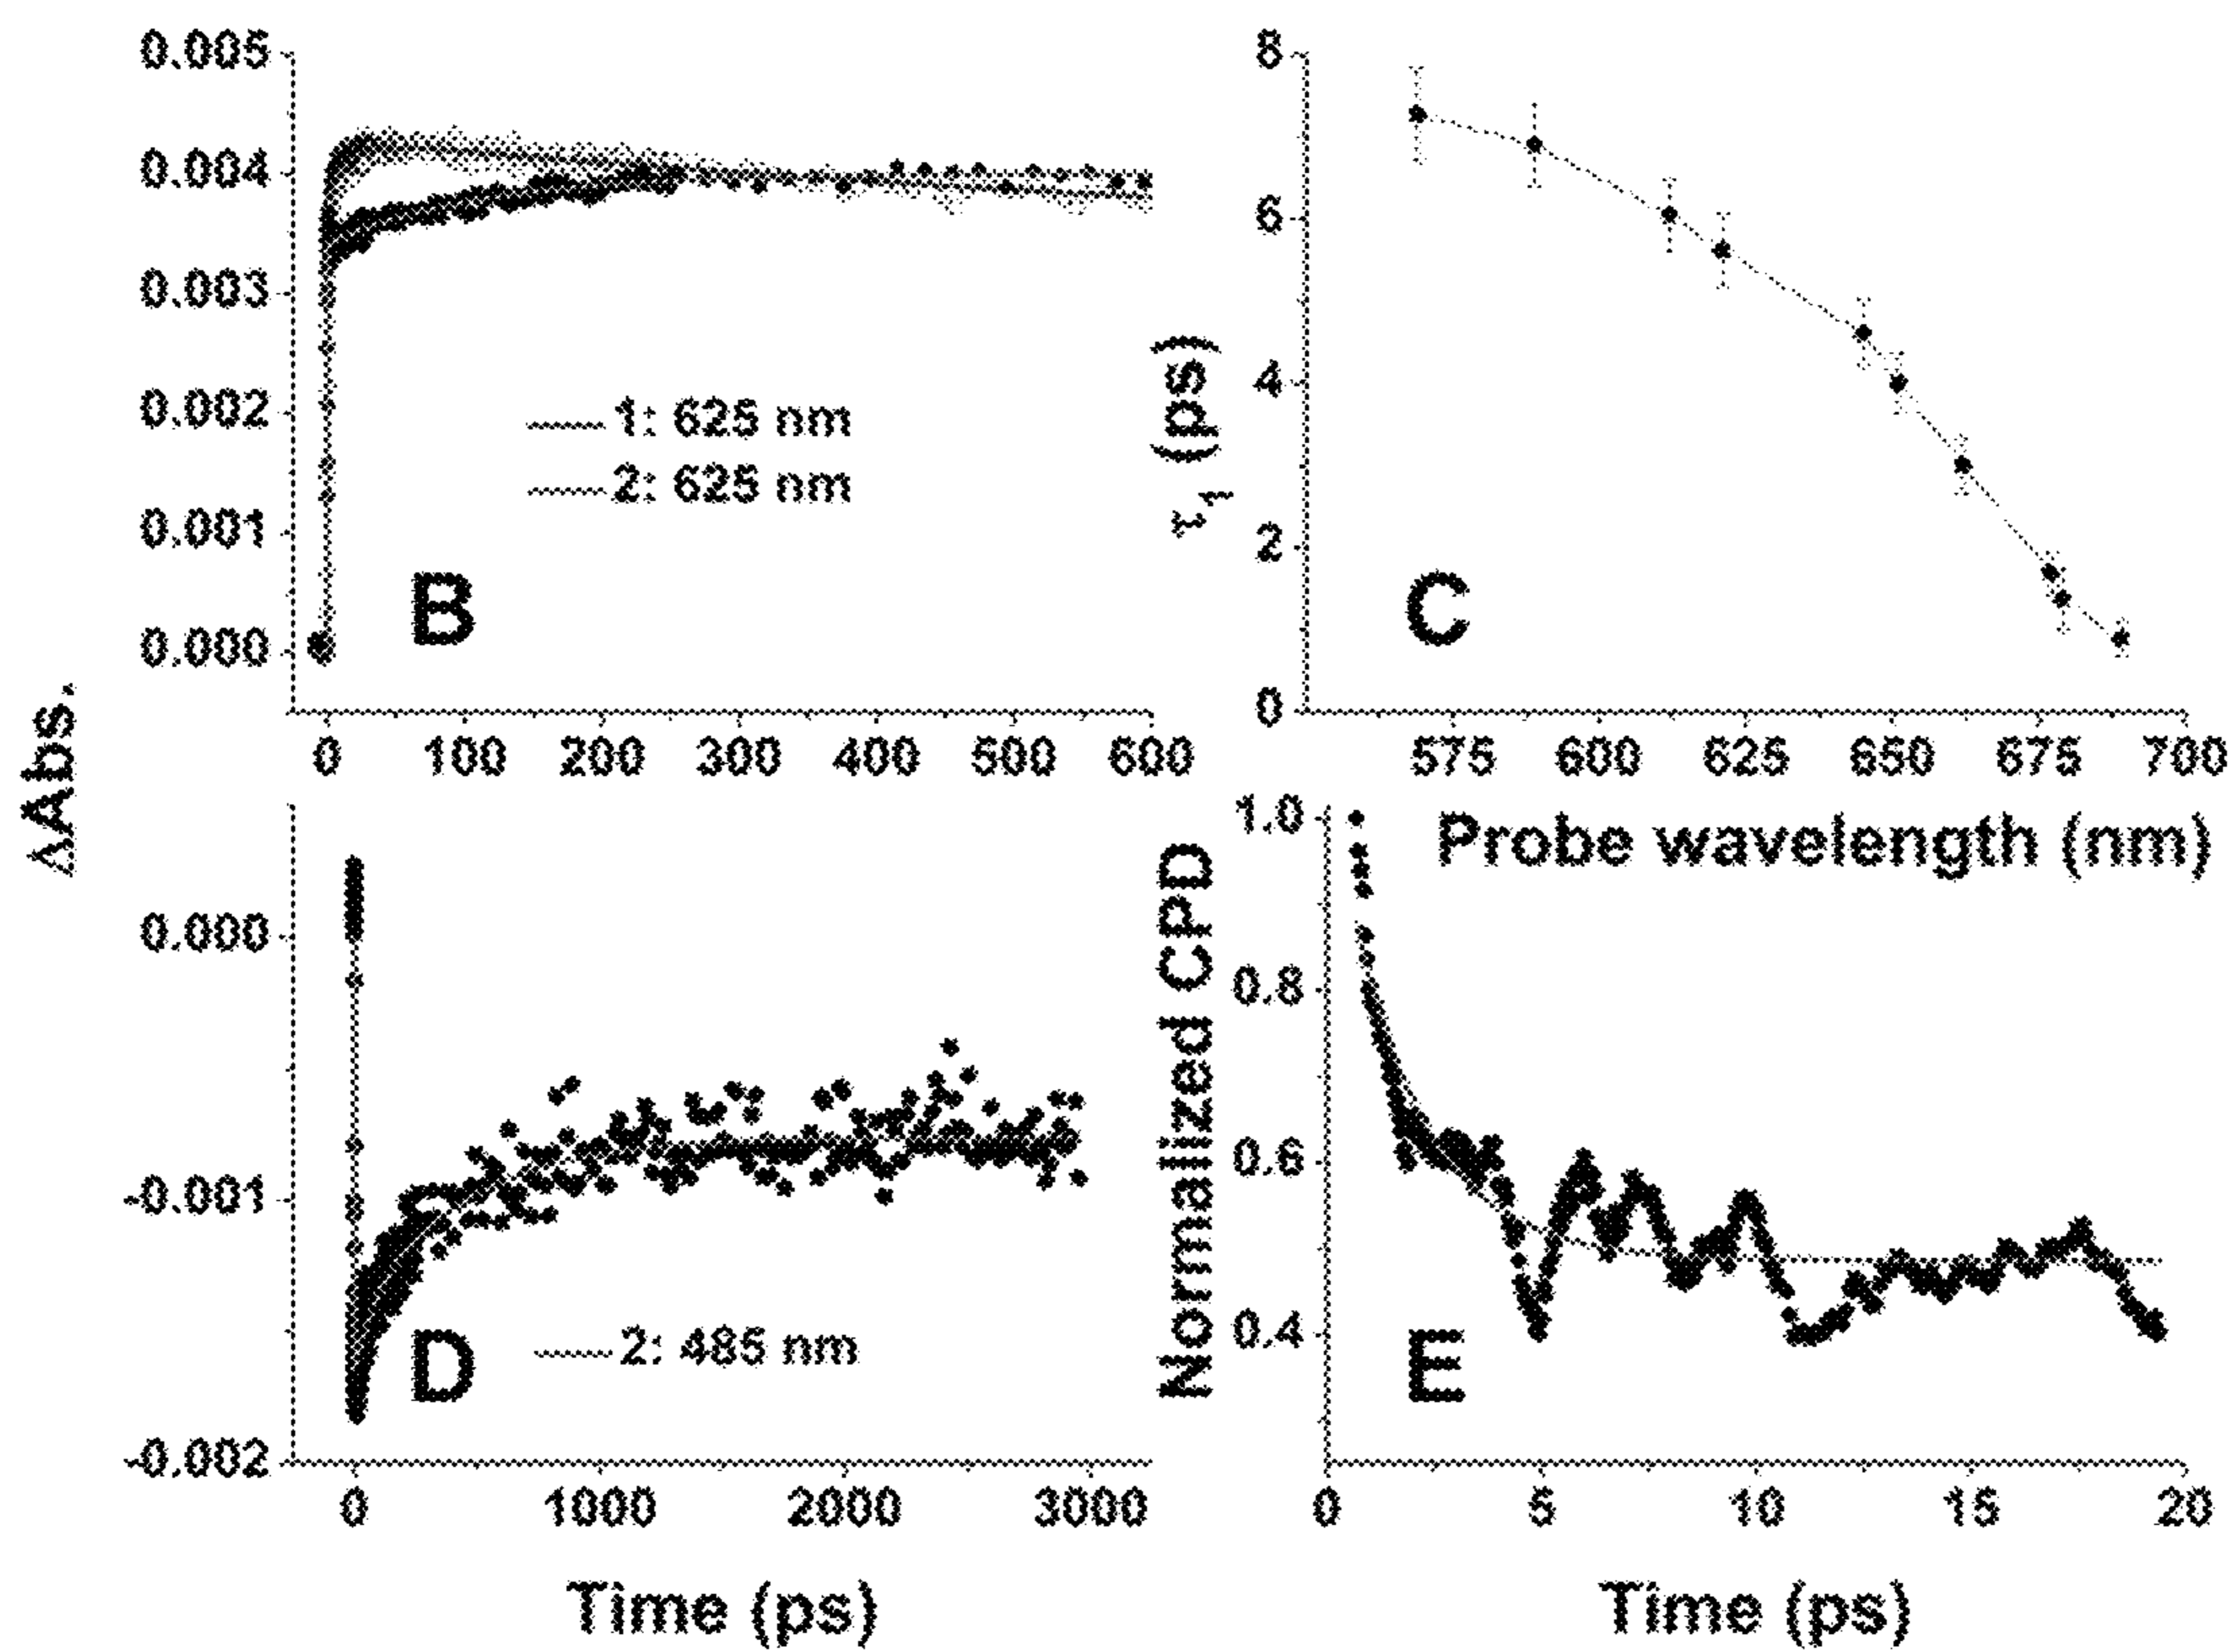 0.005
0.004
0.003
0.002
0.001
0.000
1: 625 nm
2: 625 nm
B
0 100 200 300 400 500 600
8
6
4
2
0
τ1 (ps)
C
575 600 625 650 675 700
Probe wavelength (nm)
ΔAbs.
0.000
-0.001
-0.002
D
2: 485 nm
0 1000 2000 3000
Time (ps)
Normalized CPD
1.0
0.8
0.6
0.4
E
0 5 10 15 20
Time (ps)